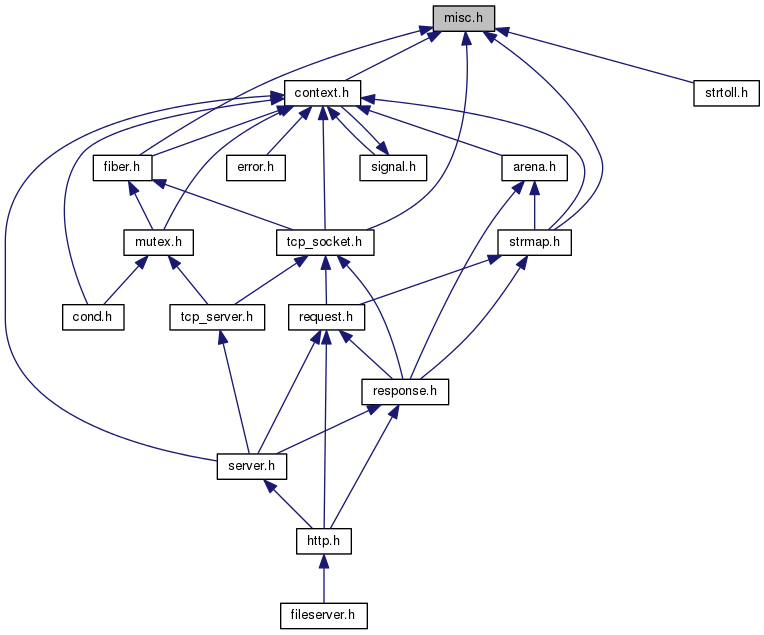 misc.h
context.h
strtoll.h
fiber.h
error.h
signal.h
arena.h
mutex.h
tcp_socket.h
strmap.h
cond.h
tcp_server.h
request.h
response.h
server.h
http.h
fileserver.h